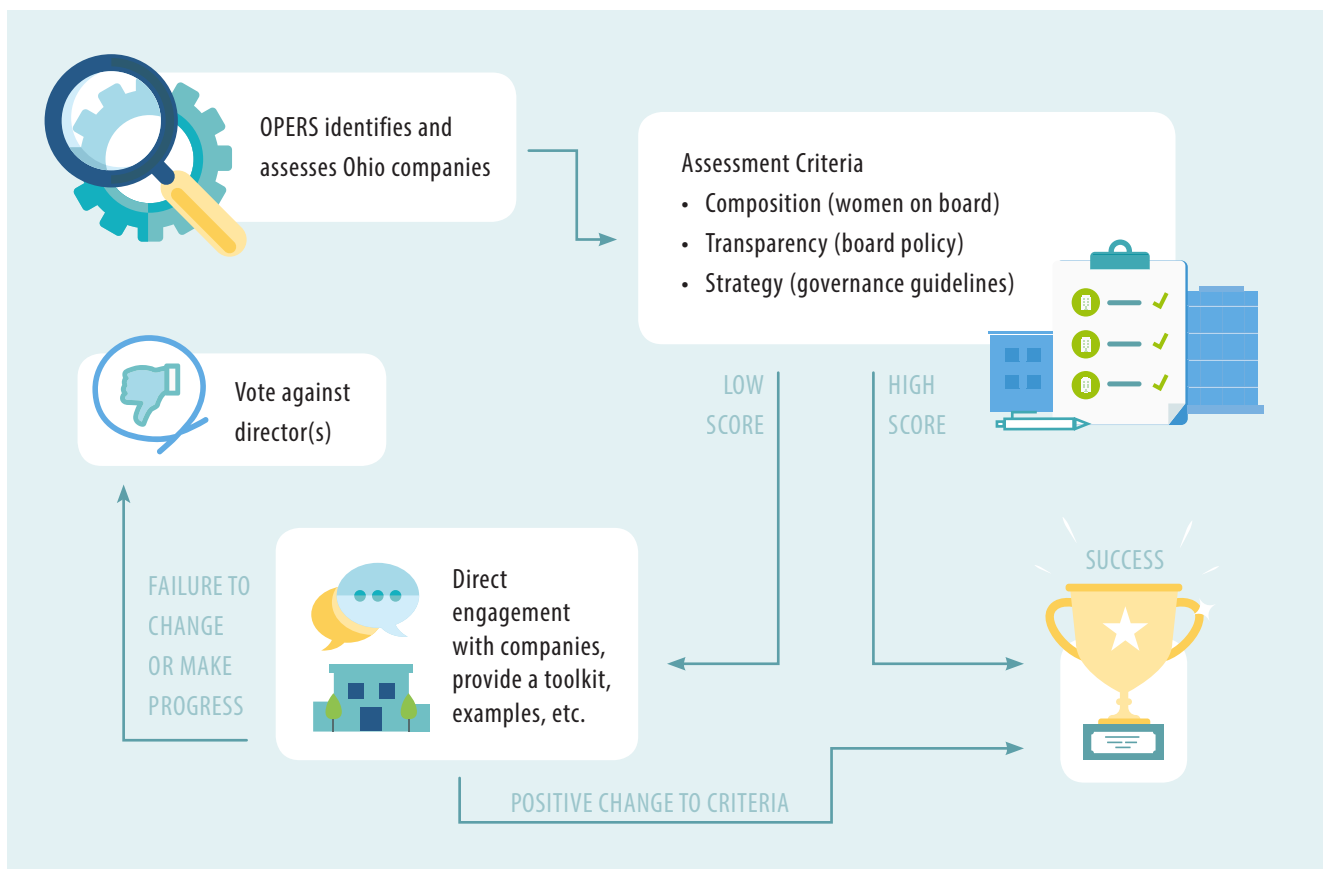 OPERS identifies and
assesses Ohio companies
Assessment Criteria
• Composition (women on board)
• Transparency (board policy)
• Strategy (governance guidelines)
LOW
SCORE
HIGH
SCORE
Vote against
director(s)
FAILURE TO
CHANGE
OR MAKE
PROGRESS
Direct
engagement
with companies,
provide a toolkit,
examples, etc.
SUCCESS
POSITIVE CHANGE TO CRITERIA